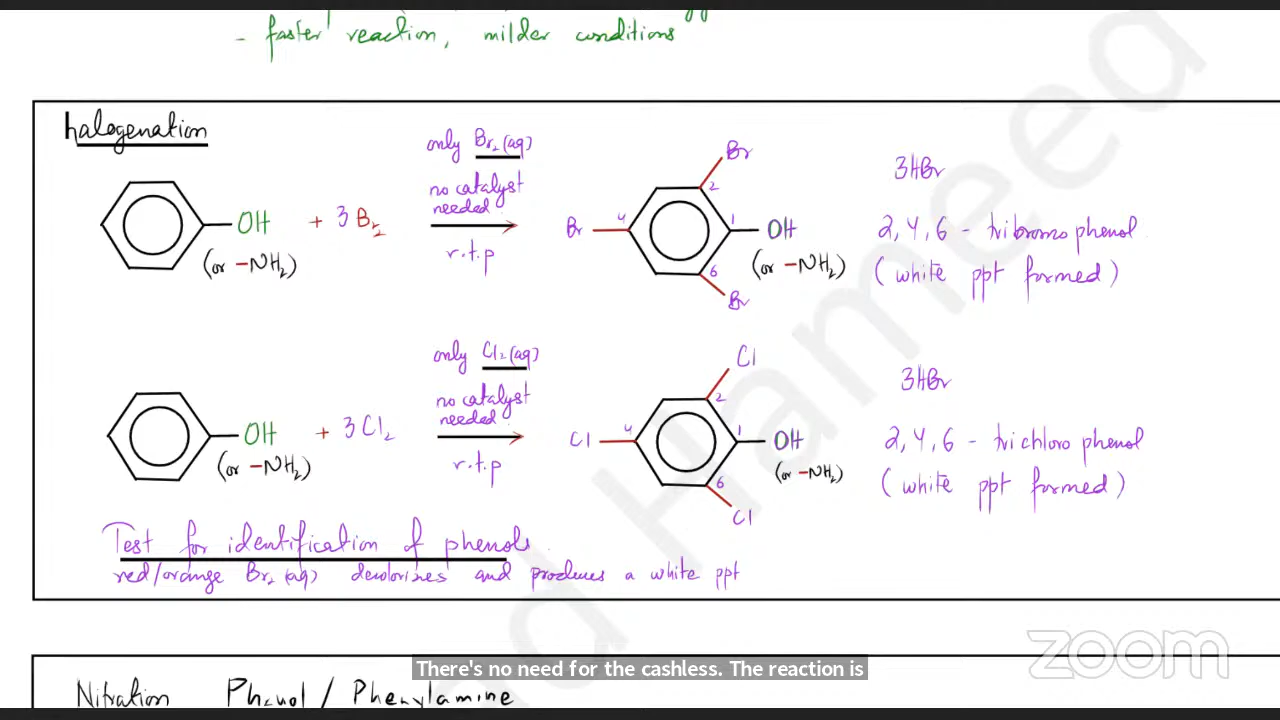 - faster reaction, milder conditions
halogenation
only Br₂(aq)
no catalyst
needed
r.t.p
OH
(or -NH₂)
+ 3Br₂
Br
2
4
1
6
Br
OH
(or -NH₂)
Br
3HBr
2,4,6 - tribromo phenol
(white ppt formed)
only Cl₂(aq)
no catalyst
needed
r.t.p
OH
(or -NH₂)
+ 3Cl₂
Cl
2
4
1
6
Cl
OH
(or -NH₂)
Cl
3HBr
2,4,6 - trichloro phenol
(white ppt formed)
Test for identification of phenols
red/orange Br₂(aq) decolorises and produces a white ppt
zoom
There's no need for the cashless. The reaction is
Nitration Phenol / Phenylamine
Hameed